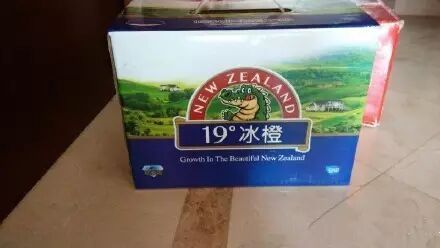 NEW ZEALAND
19°冰橙
Growth In The Beautiful New Zealand